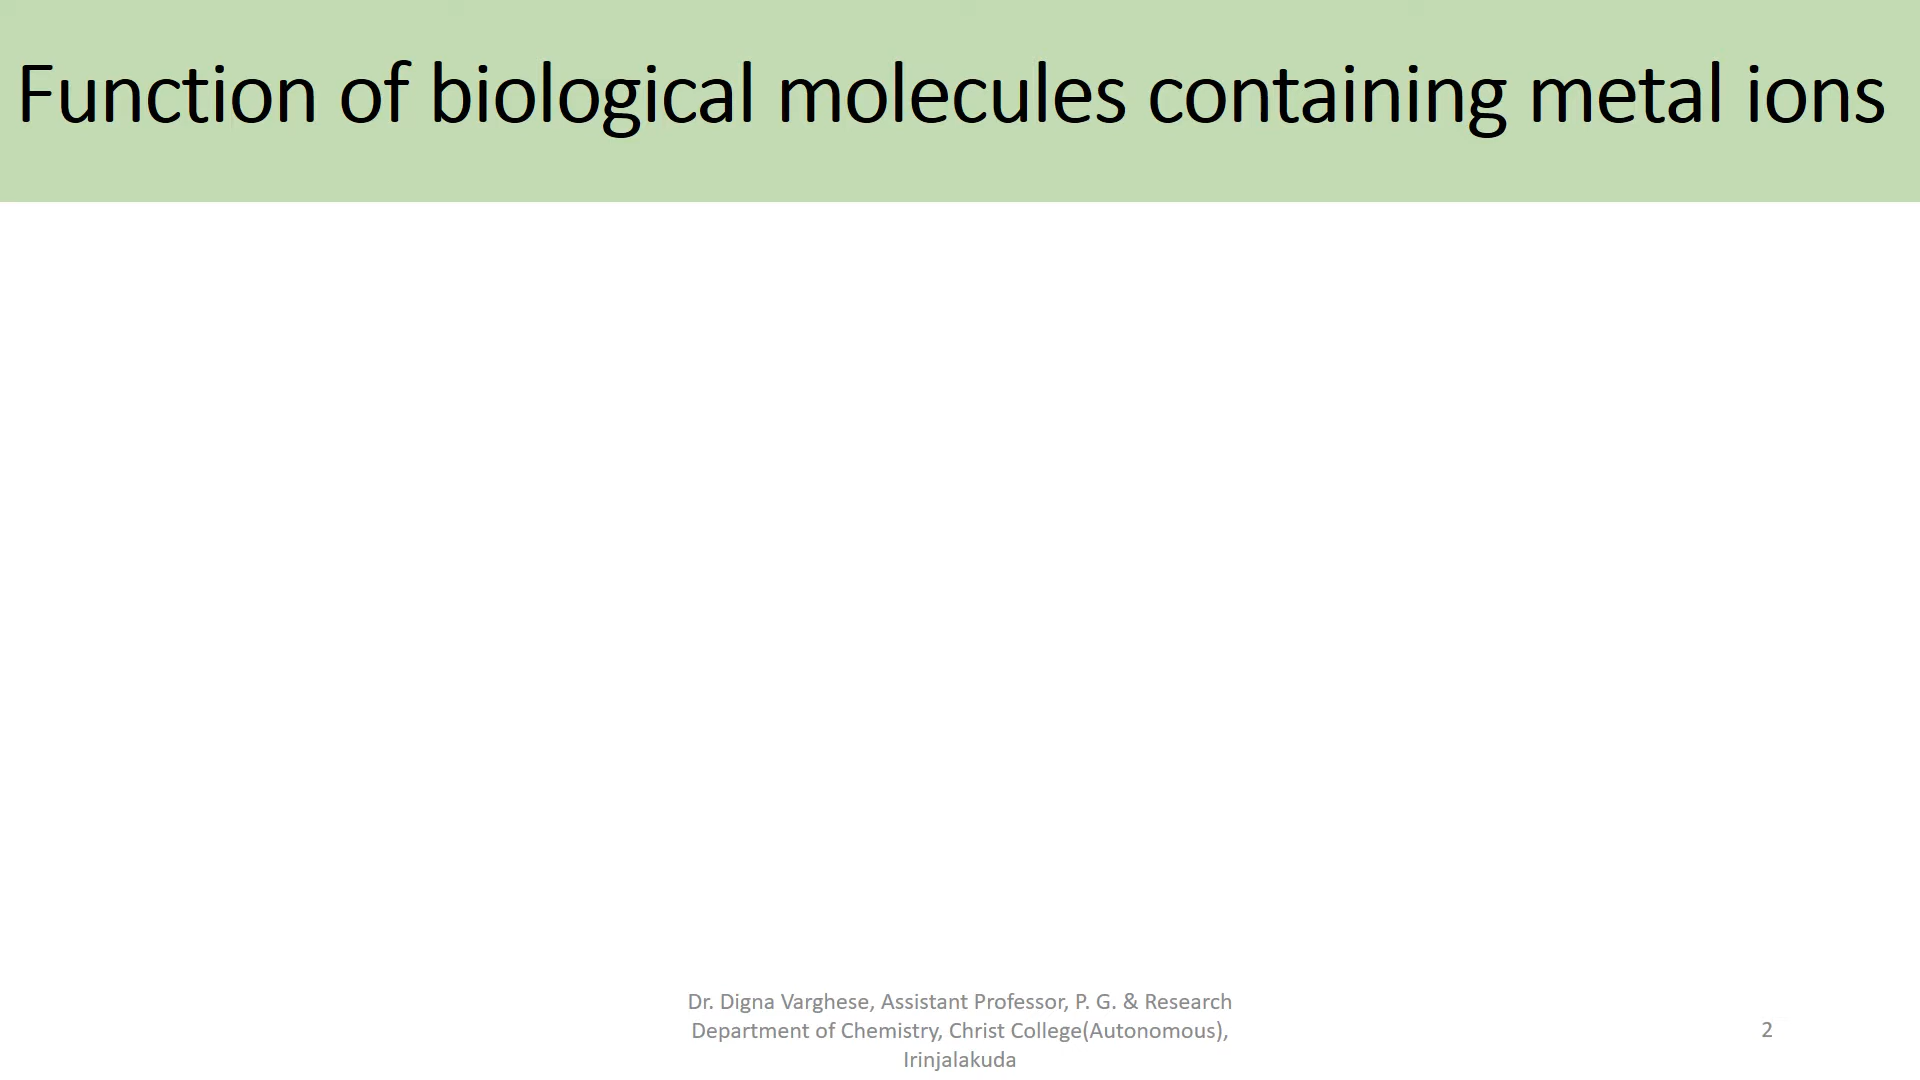 Function of biological molecules containing metal ions
Dr. Digna Varghese, Assistant Professor, P. G. & Research
Department of Chemistry, Christ College(Autonomous),
Irinjalakuda
2